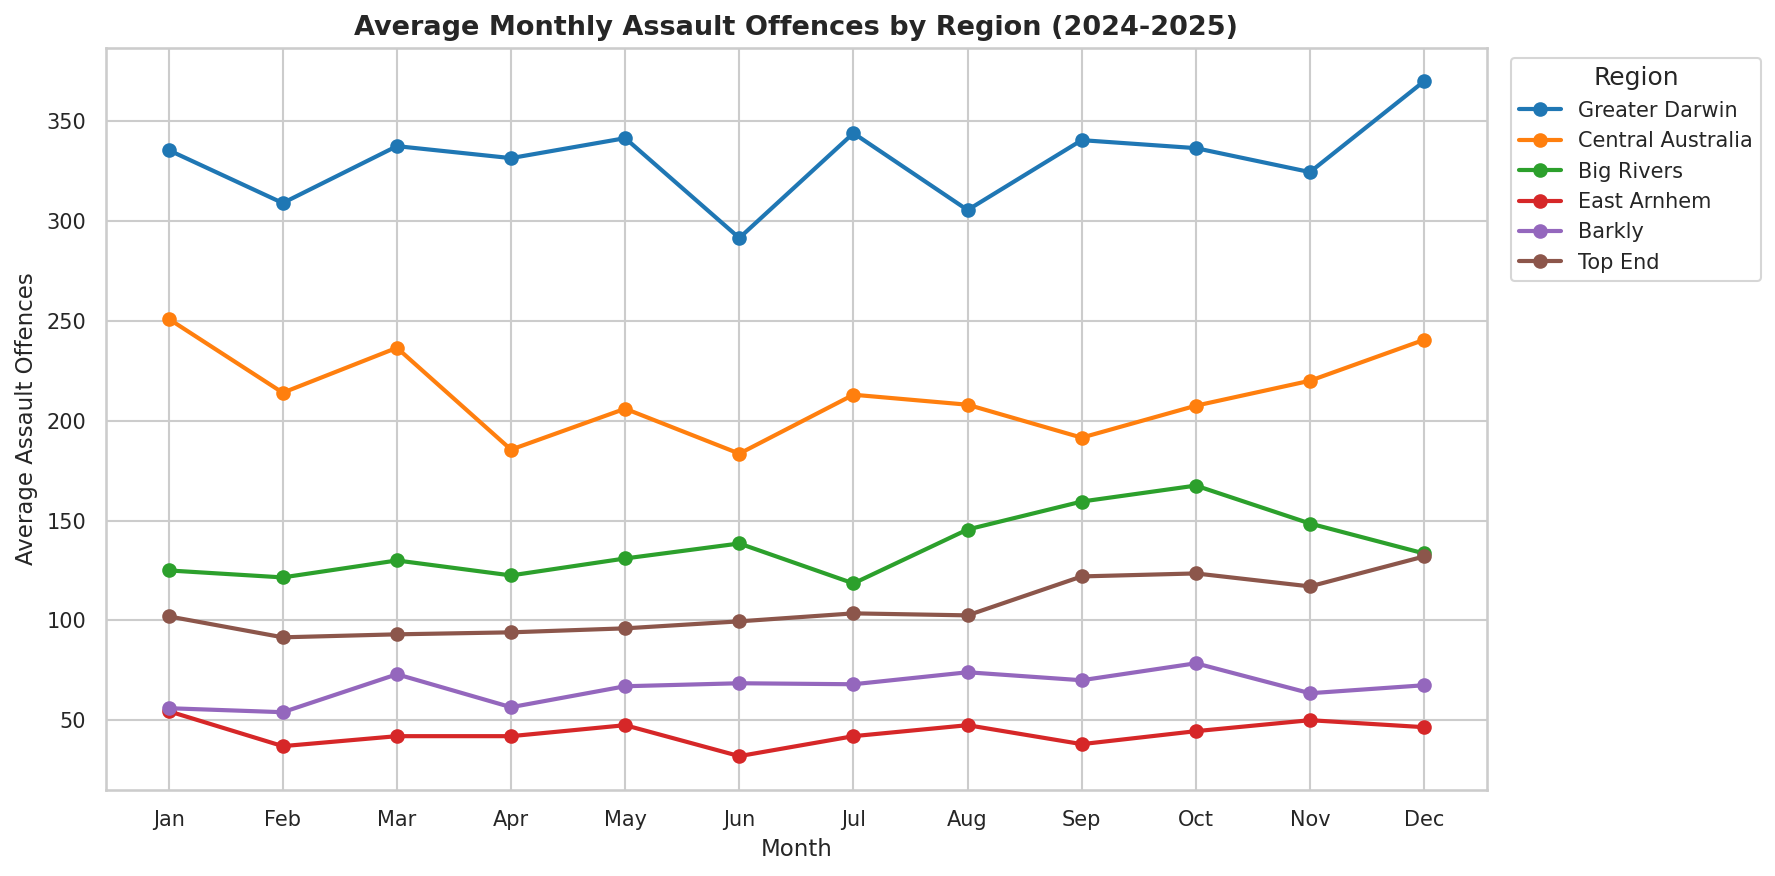 Average Monthly Assault Offences by Region (2024-2025)
Region
Greater Darwin
Central Australia
Big Rivers
East Arnhem
Barkly
Top End
Average Assault Offences
350
300
250
200
150
100
50
Jan Feb Mar Apr May Jun Jul Aug Sep Oct Nov Dec
Month